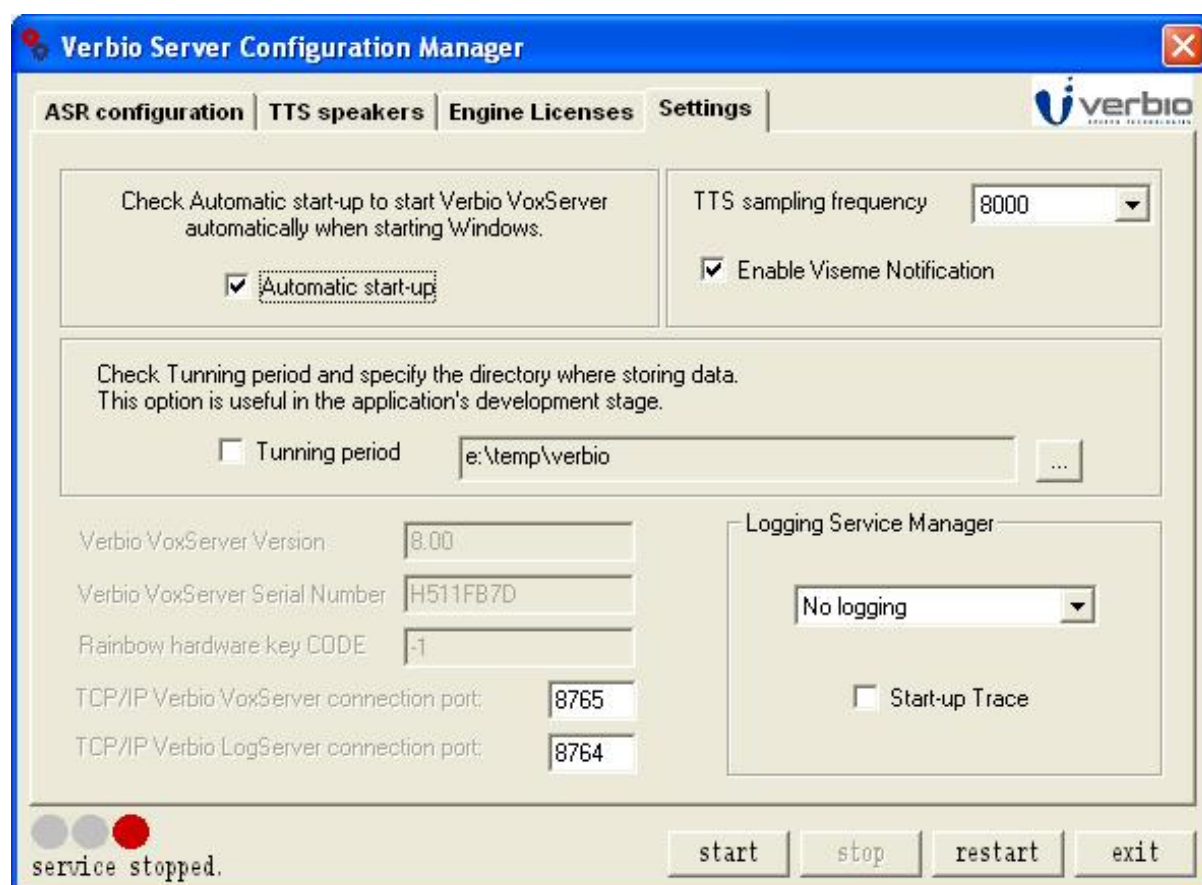 Verbio Server Configuration Manager
ASR configuration TTS speakers Engine Licenses Settings
verbio
Check Automatic start-up to start Verbio VoxServer
automatically when starting Windows.
Automatic start-up
TTS sampling frequency 8000
Enable Viseme Notification
Check Tunning period and specify the directory where storing data.
This option is useful in the application's development stage.
Tunning period e:\temp\verbio ...
Verbio VoxServer Version 8.00
Verbio VoxServer Serial Number H511FB7D
Rainbow hardware key CODE -1
TCP/IP Verbio VoxServer connection port: 8765
TCP/IP Verbio LogServer connection port: 8764
Logging Service Manager
No logging
Start-up Trace
service stopped.
start stop restart exit